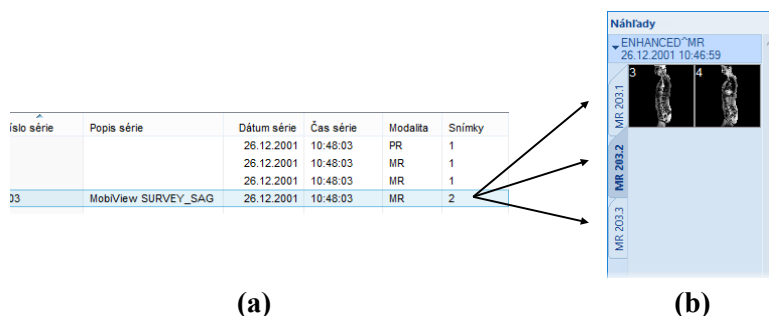 íslo série Popis série Dátum série Čas série Modalita Snímky
26.12.2001 10:48:03 PR 1
26.12.2001 10:48:03 MR 1
26.12.2001 10:48:03 MR 1
03 MobiView SURVEY_SAG 26.12.2001 10:48:03 MR 2
(a)
Náhľady
ENHANCED^MR
26.12.2001 10:46:59
3 4
MR 203.1
MR 203.2
MR 203.3
(b)